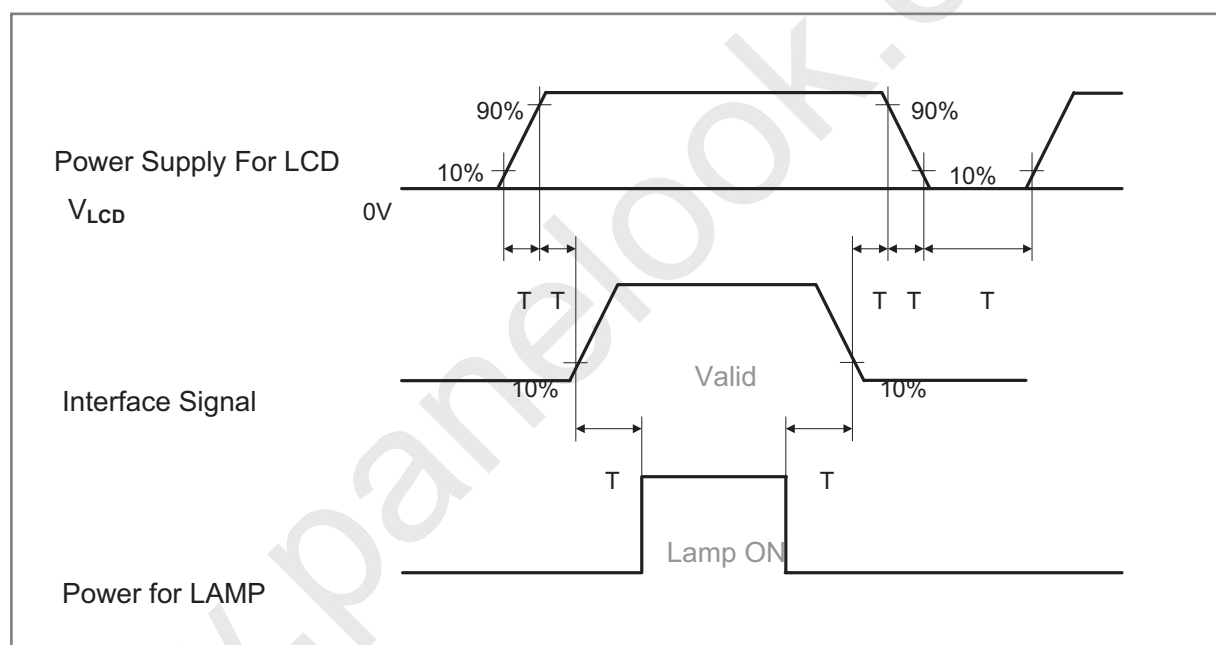 90%
90%
Power Supply For LCD
10%
10%
VLCD
0V
T T
T T T
Valid
10%
10%
Interface Signal
T
T
Lamp ON
Power for LAMP
.panelook.